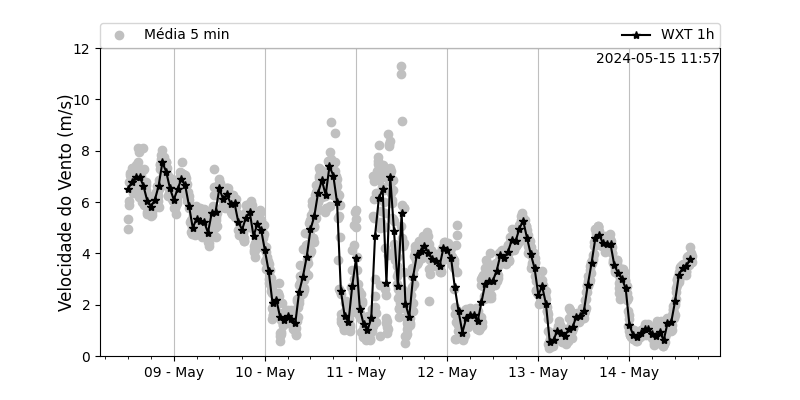 Média 5 min
WXT 1h
2024-05-15 11:57
Velocidade do Vento (m/s)
12
10
8
6
4
2
0
09 - May
10 - May
11 - May
12 - May
13 - May
14 - May